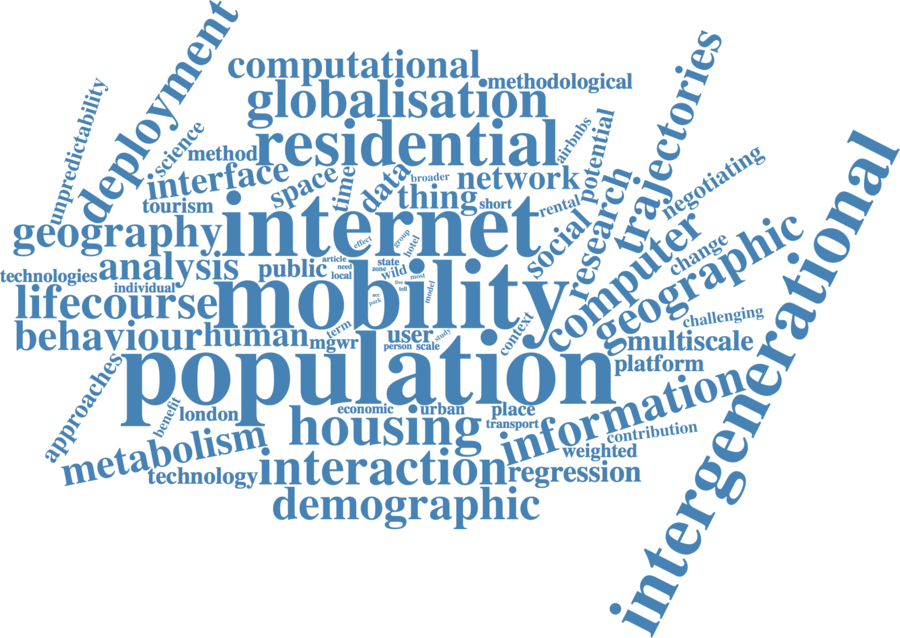 deployment
computational
methodological
globalisation
unpredictability
science
method
residential
airbnbs
potential
trajectories
interface
space
time
data
broader
network
tourism
thing
short
rental
social
research
negotiating
intergenerational
geography
internet
effect
group
hotel
computer
change
geographic
technologies
analysis
public
article
need
local
state
zone
wild
live
most
tell
model
individual
lifecourse
mobility
park
challenging
behaviour
human
mgwr
term
user
study
person
scale
context
multiscale
platform
approaches
population
benefit
london
economic
urban
place
transport
housing
information
contribution
metabolism
technology
interaction
weighted
regression
demographic